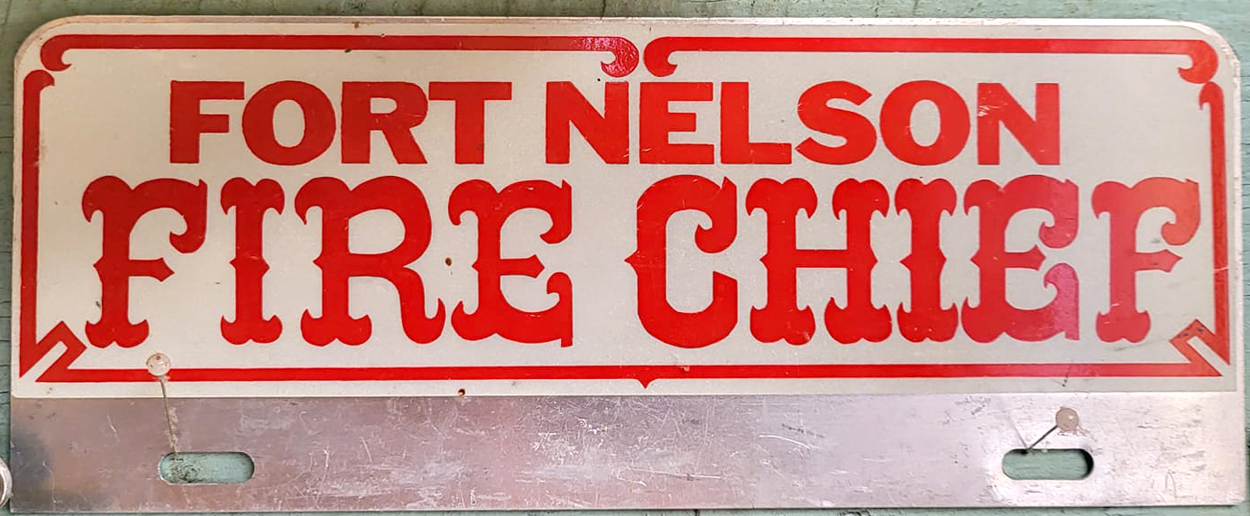 FORT NELSON
FIRE CHIEF